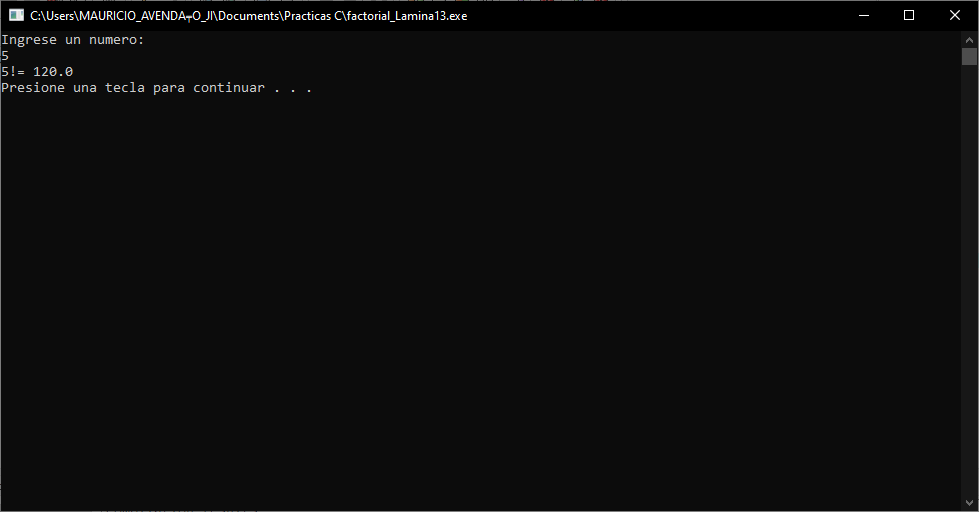 C:\Users\MAURICIO_AVENDA┬O_JI\Documents\Practicas C\factorial_Lamina13.exe
Ingrese un numero:
5
5!= 120.0
Presione una tecla para continuar . . .